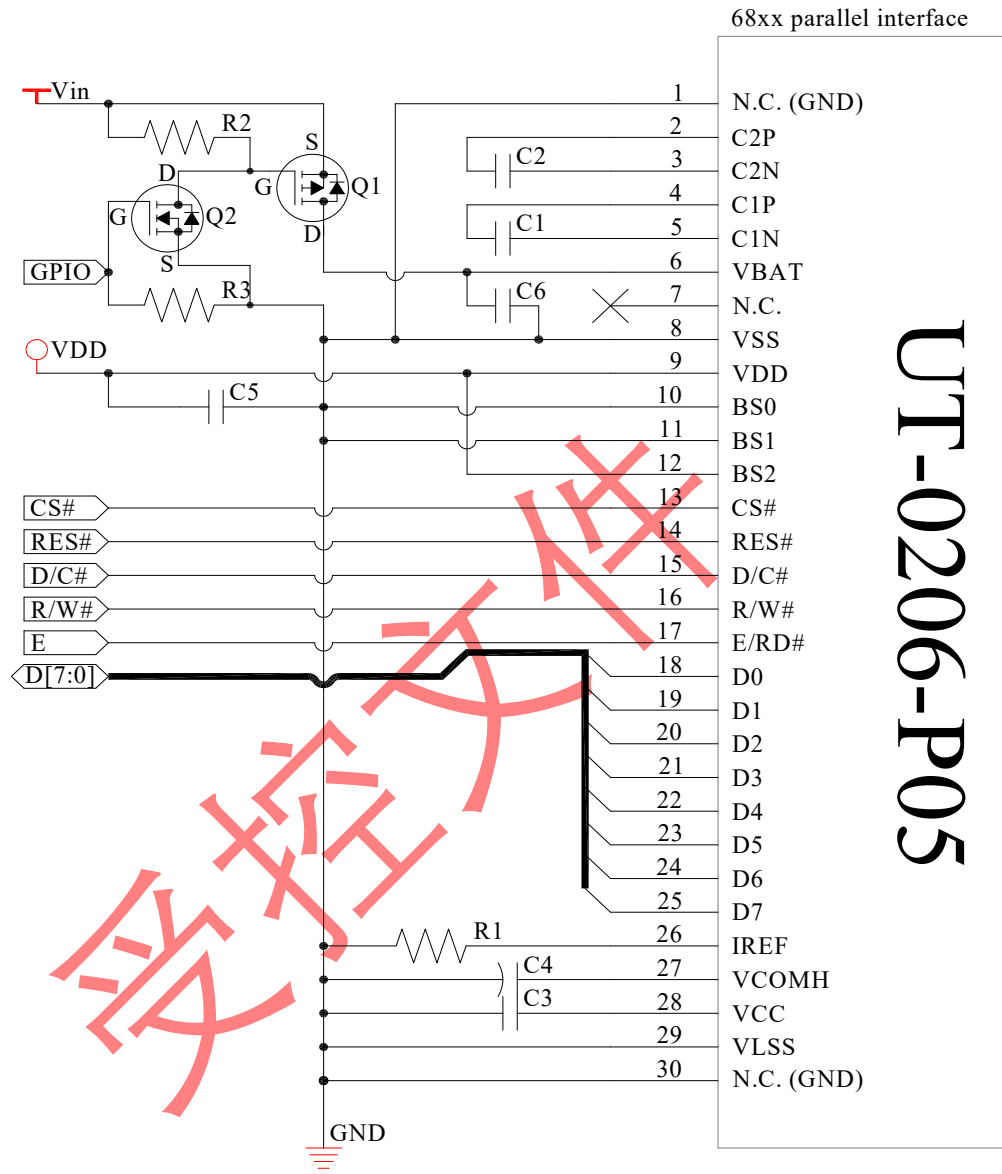 68xx parallel interface
Vin
R2
S
D
G
Q1
G
Q2
D
S
GPIO
R3
VDD
C5
C2
C1
C6
CS#
RES#
D/C#
R/W#
E
D[7:0]
R1
C4
C3
GND
1 N.C. (GND)
2 C2P
3 C2N
4 C1P
5 C1N
6 VBAT
7 N.C.
8 VSS
9 VDD
10 BS0
11 BS1
12 BS2
13 CS#
14 RES#
15 D/C#
16 R/W#
17 E/RD#
18 D0
19 D1
20 D2
21 D3
22 D4
23 D5
24 D6
25 D7
26 IREF
27 VCOMH
28 VCC
29 VLSS
30 N.C. (GND)
UT-0206-P05
受控文件